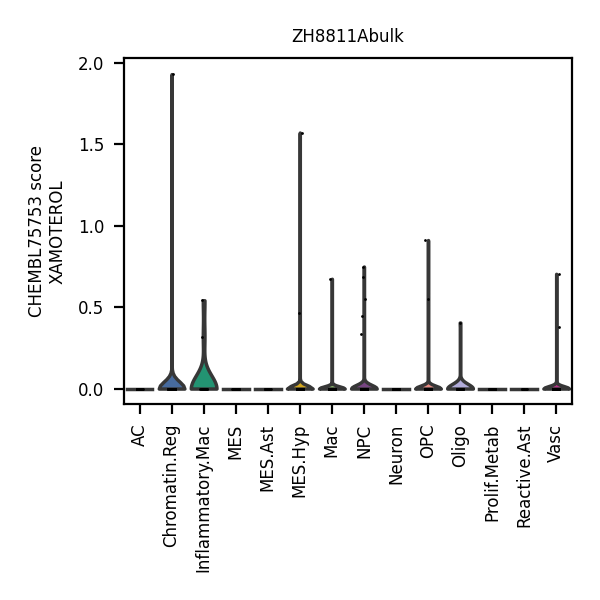 ZH8811Abulk
CHEMBL75753 score
XAMOTEROL
2.0
1.5
1.0
0.5
0.0
AC
Chromatin.Reg
Inflammatory.Mac
MES
MES.Ast
MES.Hyp
Mac
NPC
Neuron
OPC
Oligo
Prolif.Metab
Reactive.Ast
Vasc